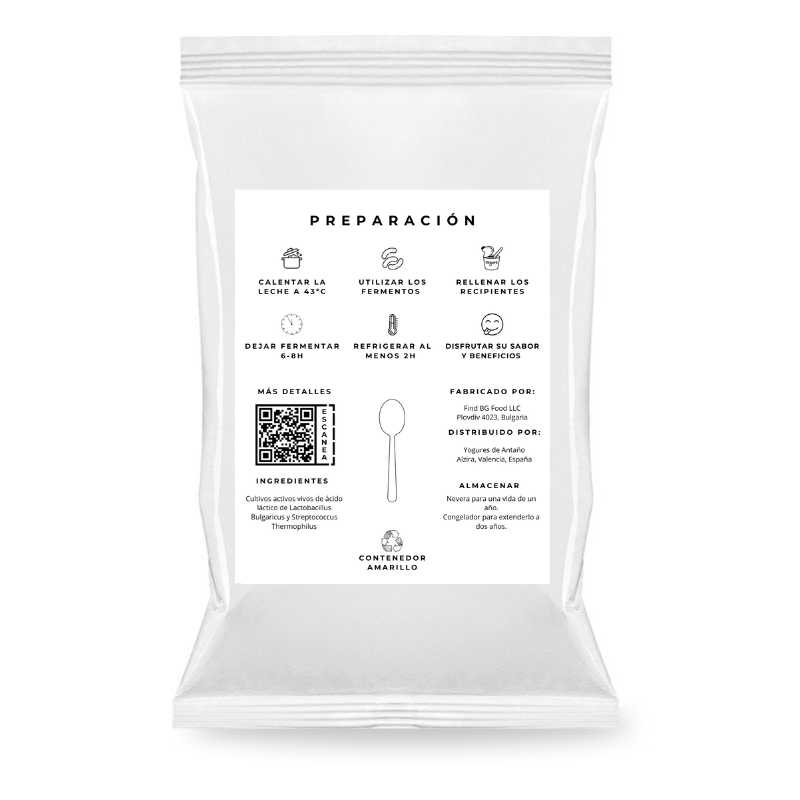 PREPARACIÓN
CALENTAR LA
LECHE A 43ºC
UTILIZAR LOS
FERMENTOS
Yogurt
RELLENAR LOS
RECIPIENTES
DEJAR FERMENTAR
6-8H
REFRIGERAR AL
MENOS 2H
DISFRUTAR SU SABOR
Y BENEFICIOS
MÁS DETALLES
ESCANEA
INGREDIENTES
Cultivos activos vivos de ácido
láctico de Lactobacillus
Bulgaricus y Streptococcus
Thermophilus
FABRICADO POR:
Find BG Food LLC
Plovdiv 4023, Bulgaria
DISTRIBUIDO POR:
Yogures de Antaño
Alzira, Valencia, España
ALMACENAR
Nevera para una vida de un
año.
Congelador para extenderlo a
dos años.
CONTENEDOR
AMARILLO